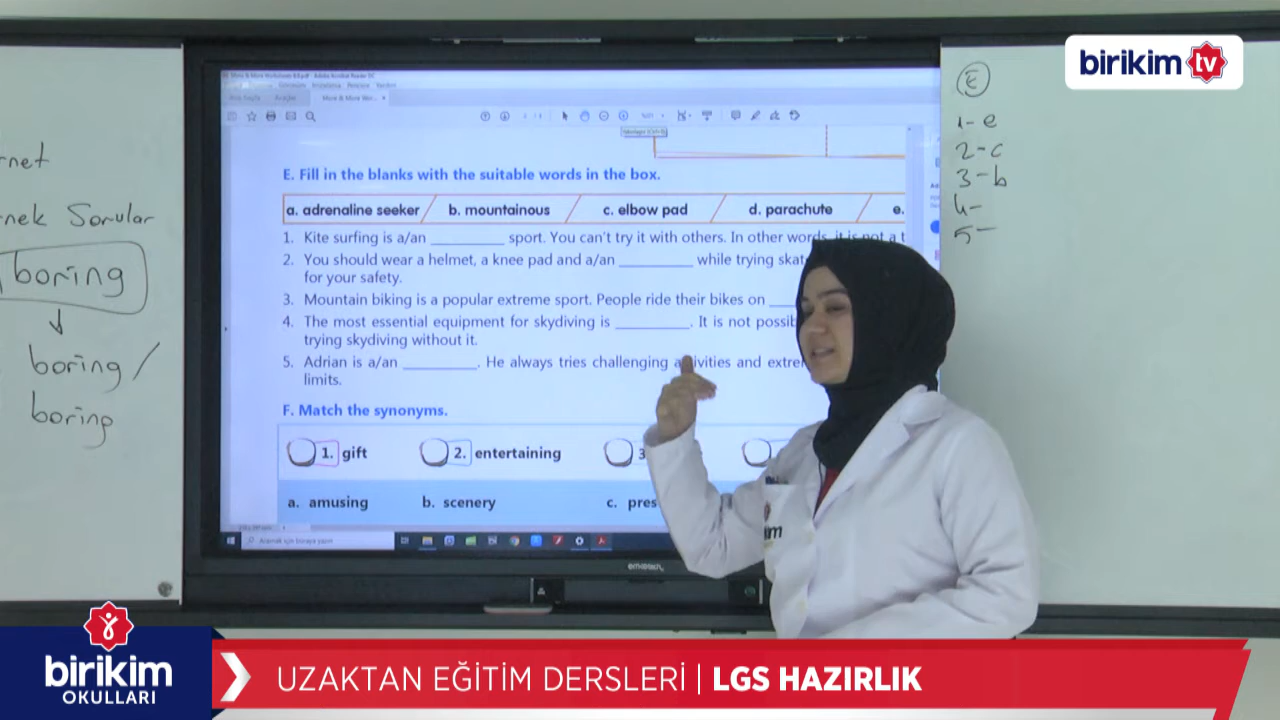 birikim tv
rnet
rnek Sorular
boring
boring /
boring
E
1- e
2- c
3- b
4-
5-
E. Fill in the blanks with the suitable words in the box.
a. adrenaline seeker / b. mountainous / c. elbow pad / d. parachute / e.
1. Kite surfing is a/an __________ sport. You can't try it with others. In other words, it is not a t
2. You should wear a helmet, a knee pad and a/an __________ while trying skat
for your safety.
3. Mountain biking is a popular extreme sport. People ride their bikes on
4. The most essential equipment for skydiving is __________. It is not possib
trying skydiving without it.
5. Adrian is a/an __________. He always tries challenging activities and extre
limits.
F. Match the synonyms.
1. gift 2. entertaining 3
a. amusing b. scenery c. pres
birikim
OKULLARI
UZAKTAN EĞİTİM DERSLERİ | LGS HAZIRLIK